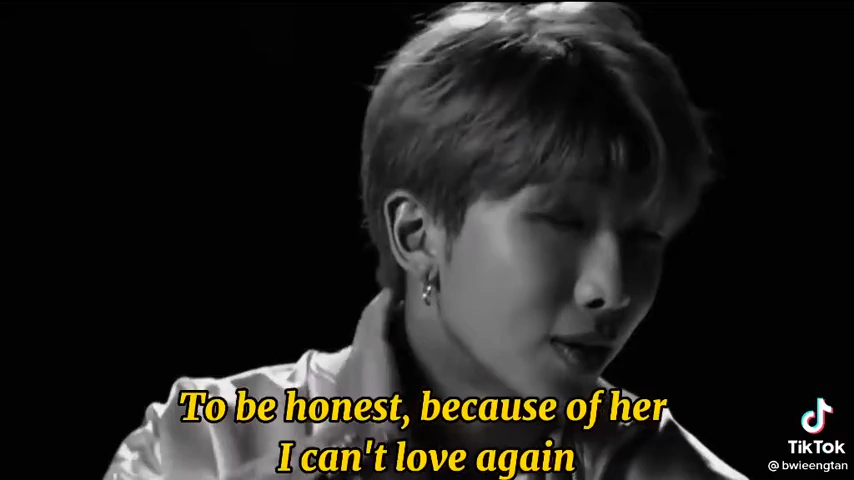 To be honest, because of her
I can't love again
TikTok
@bwieengtan